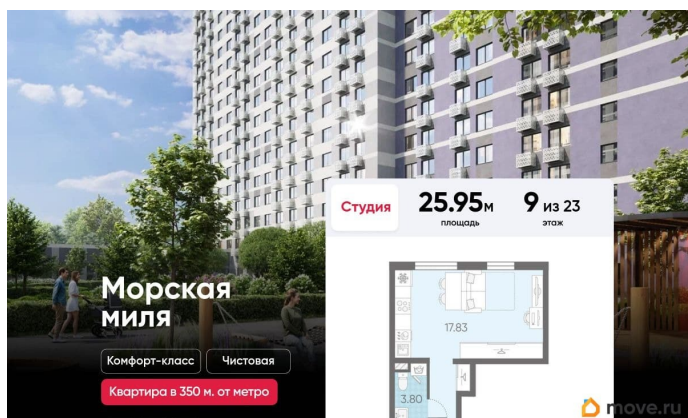 Студия
25.95м
площадь
9 из 23
этаж
17.83
3.80
Морская
миля
Комфорт-класс
Чистовая
Квартира в 350 м. от метро
move.ru